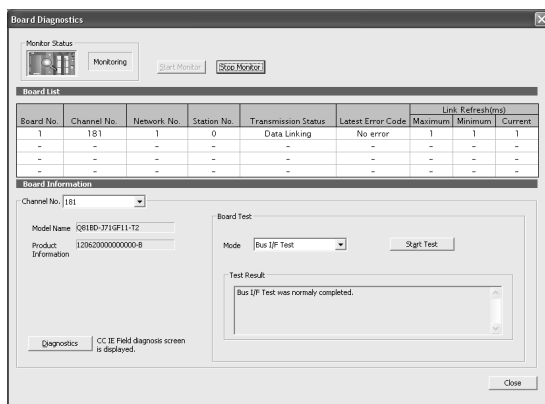 Board Diagnostics
Monitor Status
Monitoring
Start Monitor
Stop Monitor
Board List
Link Refresh(ms)
Board No. Channel No. Network No. Station No. Transmission Status Latest Error Code Maximum Minimum Current
1 181 1 0 Data Linking No error 1 1 1
- - - - - - - - -
- - - - - - - - -
- - - - - - - - -
Board Information
Channel No. 181
Model Name Q81BD-J71GF11-T2
Product Information 120620000000000-B
Board Test
Mode Bus I/F Test Start Test
Test Result
Bus I/F Test was normaly completed.
Diagnostics
CC IE Field diagnosis screen
is displayed.
Close